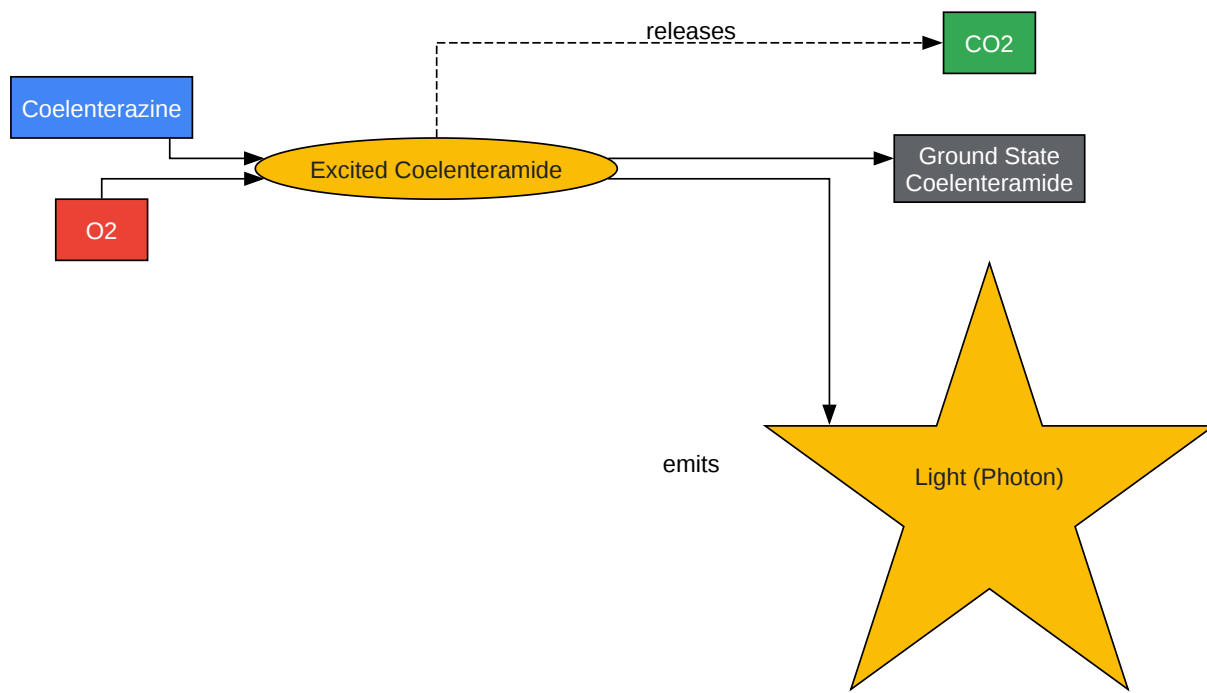 releases
CO2
Coelenterazine
Excited Coelenteramide
Ground State
Coelenteramide
O2
emits
Light (Photon)